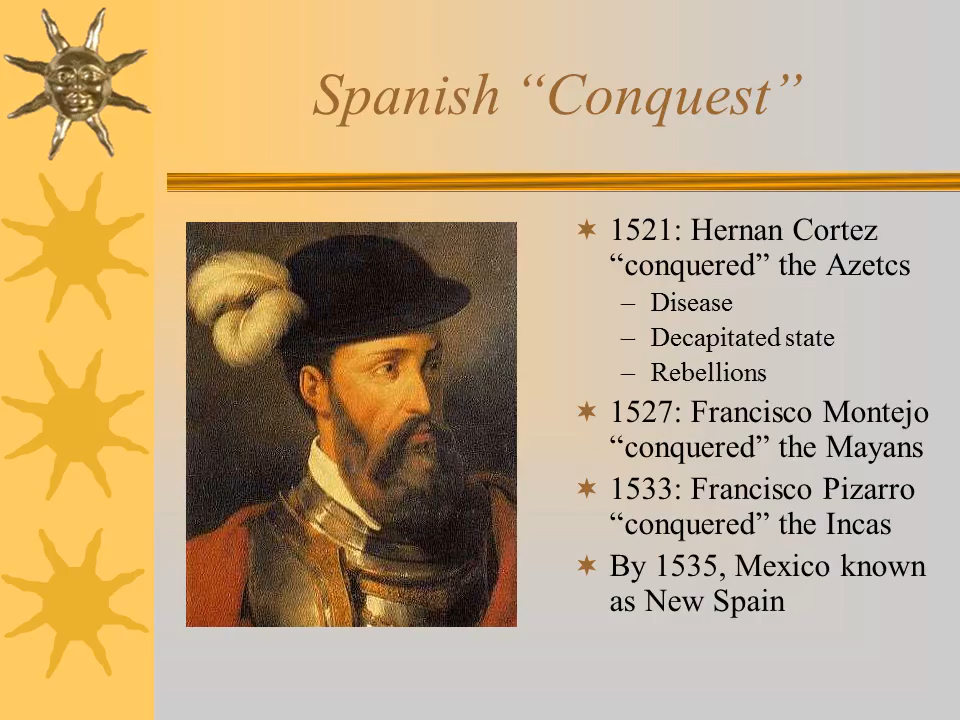 Spanish “Conquest”
1521: Hernan Cortez
“conquered” the Azetcs
– Disease
– Decapitated state
– Rebellions
1527: Francisco Montejo
“conquered” the Mayans
1533: Francisco Pizarro
“conquered” the Incas
By 1535, Mexico known
as New Spain